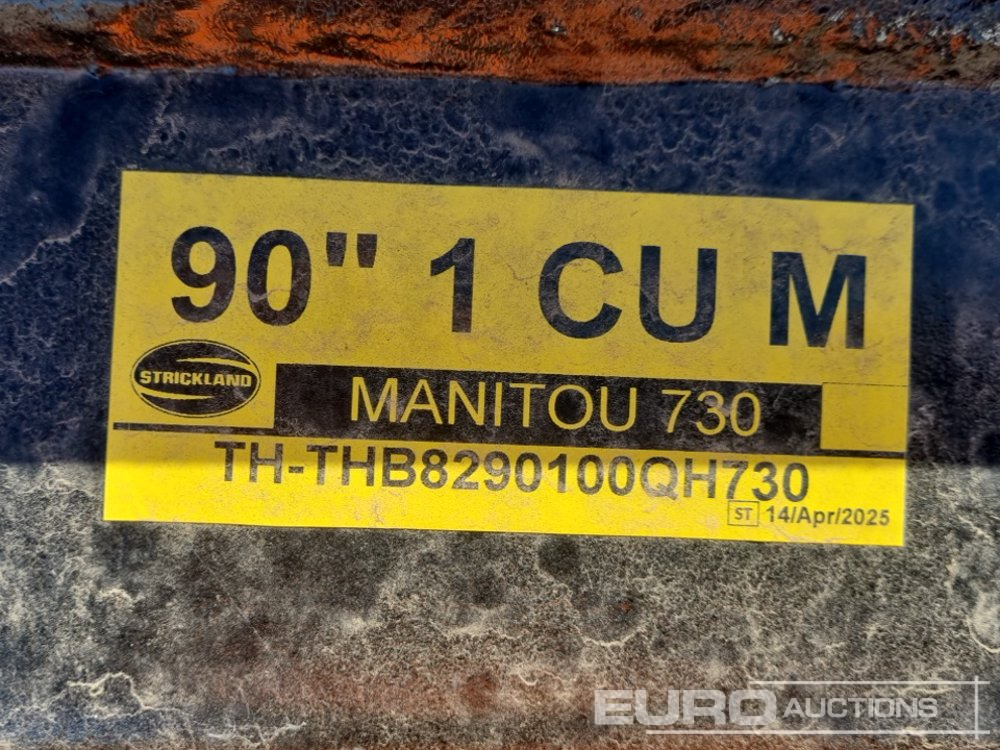 90" 1 CU M
STRICKLAND
MANITOU 730
TH-THB8290100QH730
ST 14/Apr/2025
EURO AUCTIONS